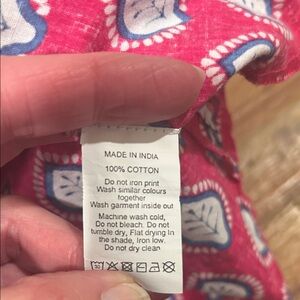 MADE IN INDIA
100% COTTON
Do not iron print
Wash similar colours
together
Wash garment inside out
Machine wash cold,
Do not bleach. Do not
tumble dry, Flat drying in
the shade, Iron low.
Do not dry clean